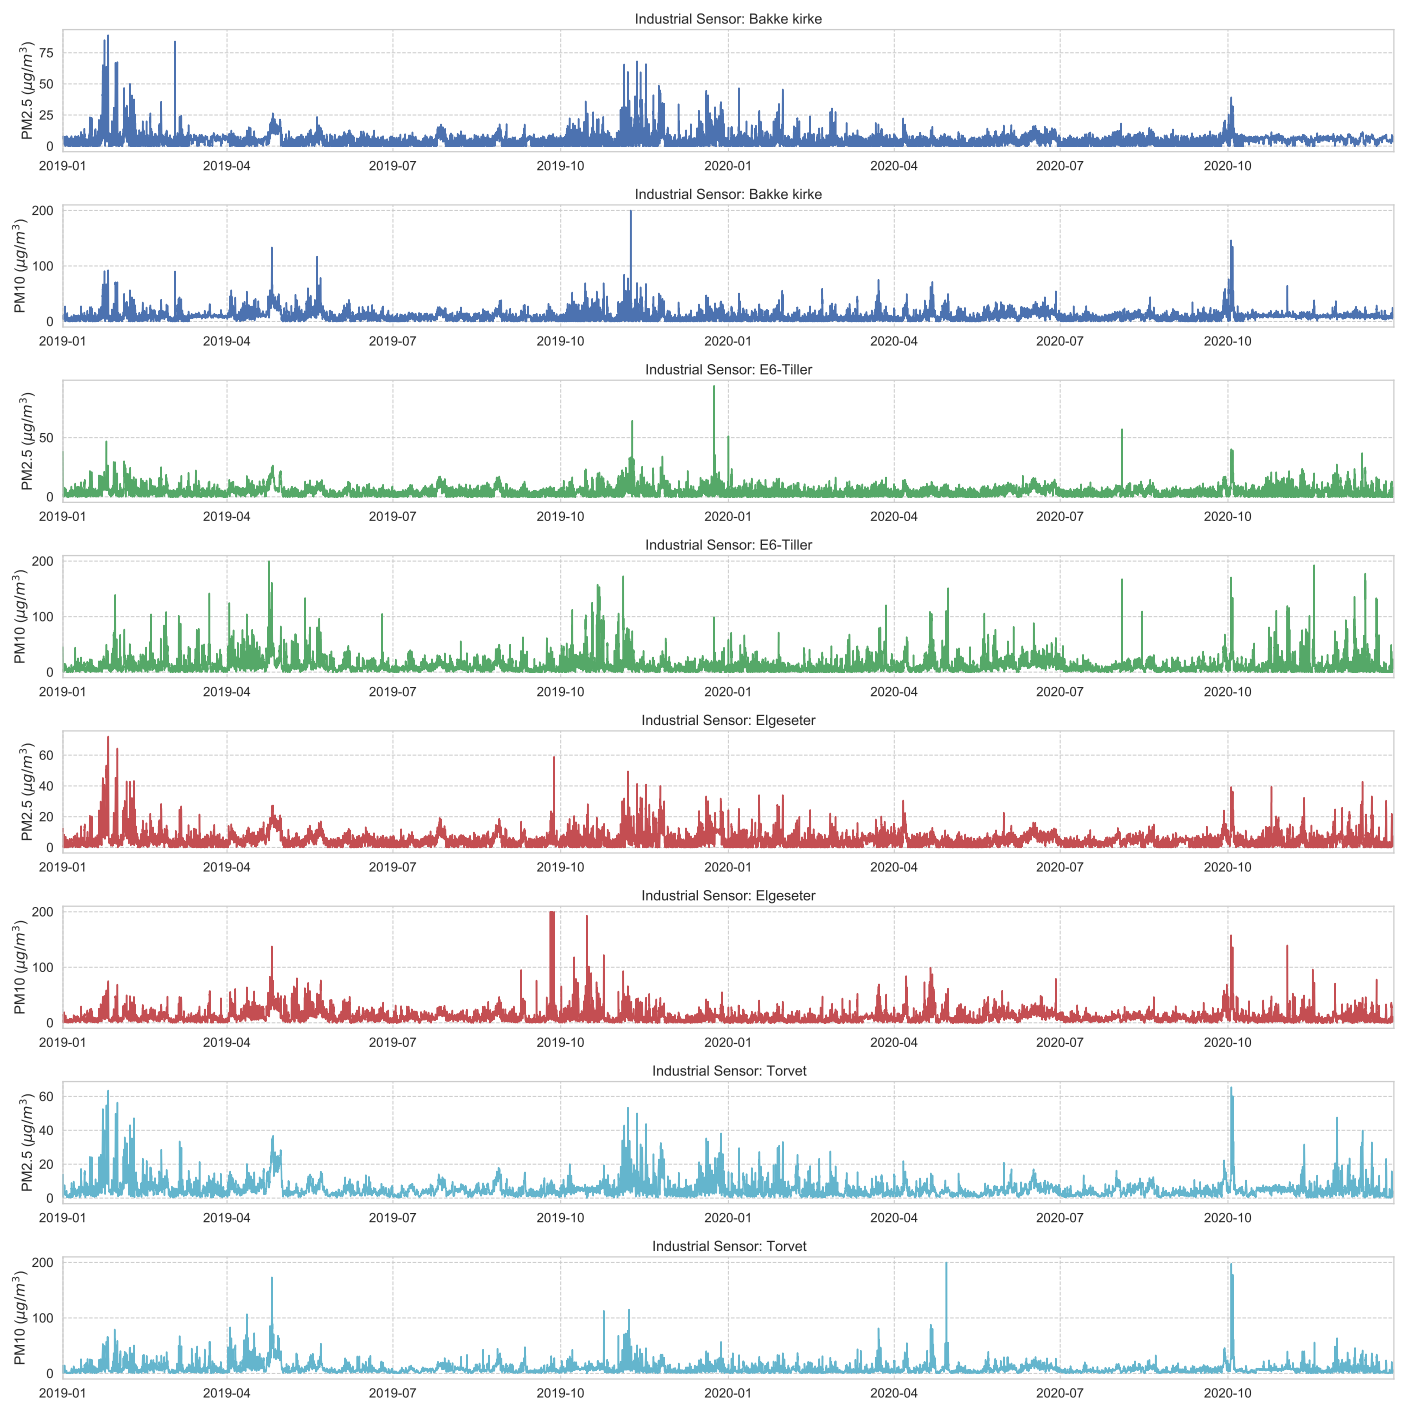 Industrial Sensor: Bakke kirke
PM2.5 (μg/m³)
75
50
25
0
2019-01 2019-04 2019-07 2019-10 2020-01 2020-04 2020-07 2020-10
Industrial Sensor: Bakke kirke
PM10 (μg/m³)
200
100
0
2019-01 2019-04 2019-07 2019-10 2020-01 2020-04 2020-07 2020-10
Industrial Sensor: E6-Tiller
PM2.5 (μg/m³)
50
0
2019-01 2019-04 2019-07 2019-10 2020-01 2020-04 2020-07 2020-10
Industrial Sensor: E6-Tiller
PM10 (μg/m³)
200
100
0
2019-01 2019-04 2019-07 2019-10 2020-01 2020-04 2020-07 2020-10
Industrial Sensor: Elgeseter
PM2.5 (μg/m³)
60
40
20
0
2019-01 2019-04 2019-07 2019-10 2020-01 2020-04 2020-07 2020-10
Industrial Sensor: Elgeseter
PM10 (μg/m³)
200
100
0
2019-01 2019-04 2019-07 2019-10 2020-01 2020-04 2020-07 2020-10
Industrial Sensor: Torvet
PM2.5 (μg/m³)
60
40
20
0
2019-01 2019-04 2019-07 2019-10 2020-01 2020-04 2020-07 2020-10
Industrial Sensor: Torvet
PM10 (μg/m³)
200
100
0
2019-01 2019-04 2019-07 2019-10 2020-01 2020-04 2020-07 2020-10